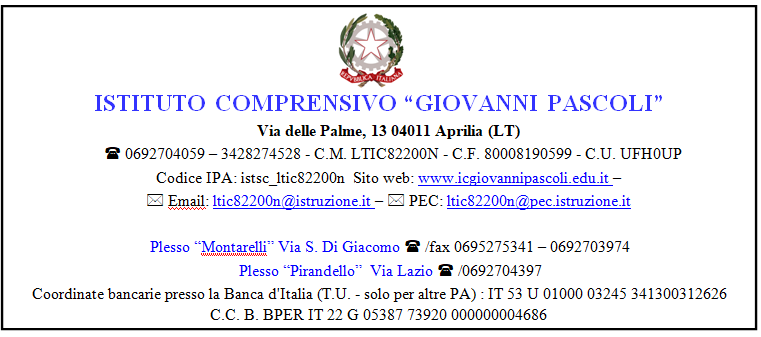 REPVBBLICA ITALIANA
ISTITUTO COMPRENSIVO “GIOVANNI PASCOLI”
Via delle Palme, 13 04011 Aprilia (LT)
☎ 0692704059 – 3428274528 - C.M. LTIC82200N - C.F. 80008190599 - C.U. UFH0UP
Codice IPA: istsc_ltic82200n Sito web: www.icgiovannipascoli.edu.it –
✉ Email: ltic82200n@istruzione.it – ✉ PEC: ltic82200n@pec.istruzione.it
Plesso “Montarelli” Via S. Di Giacomo ☎ /fax 0695275341 – 0692703974
Plesso “Pirandello” Via Lazio ☎ /0692704397
Coordinate bancarie presso la Banca d'Italia (T.U. - solo per altre PA) : IT 53 U 01000 03245 341300312626
C.C. B. BPER IT 22 G 05387 73920 000000004686